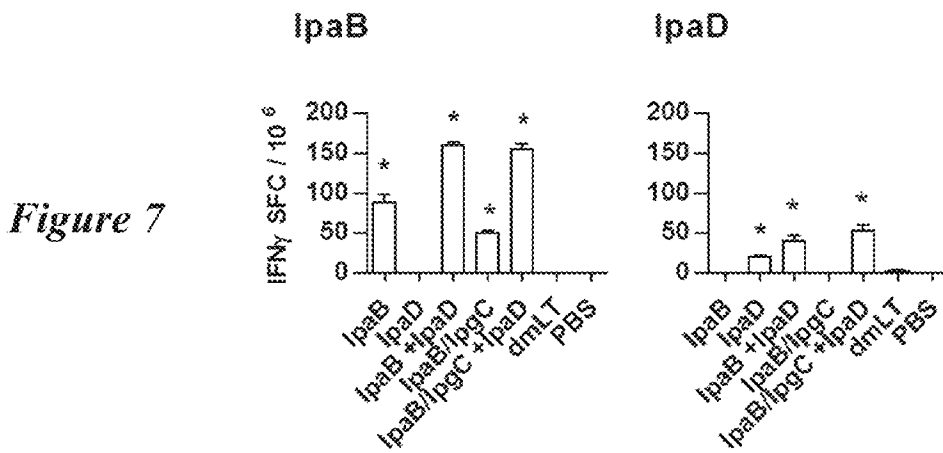 IpaB
IpaD
Figure 7
IFNγ SFC / 10⁶
200
150
100
50
0
*
*
*
*
IpaB
IpaD
IpaB +IpaD
IpaB/IpgC
IpaB/IpgC +IpaD
dmLT
PBS
200
150
100
50
0
*
*
*
IpaB
IpaD
IpaB +IpaD
IpaB/IpgC
IpaB/IpgC +IpaD
dmLT
PBS